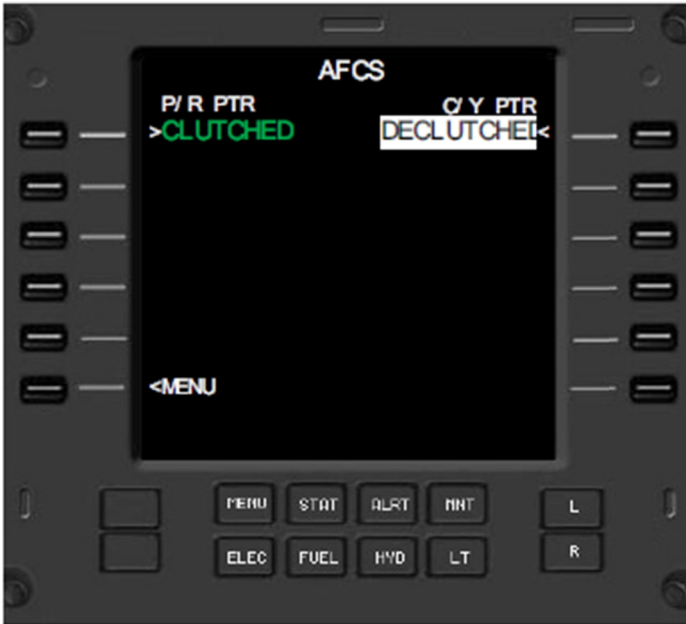 AFCS
P/R PTR C/Y PTR
>CLUTCHED DECLUTCHED<
<MENU
MENU STAT ALRT MNT L
ELEC FUEL HYD LT R